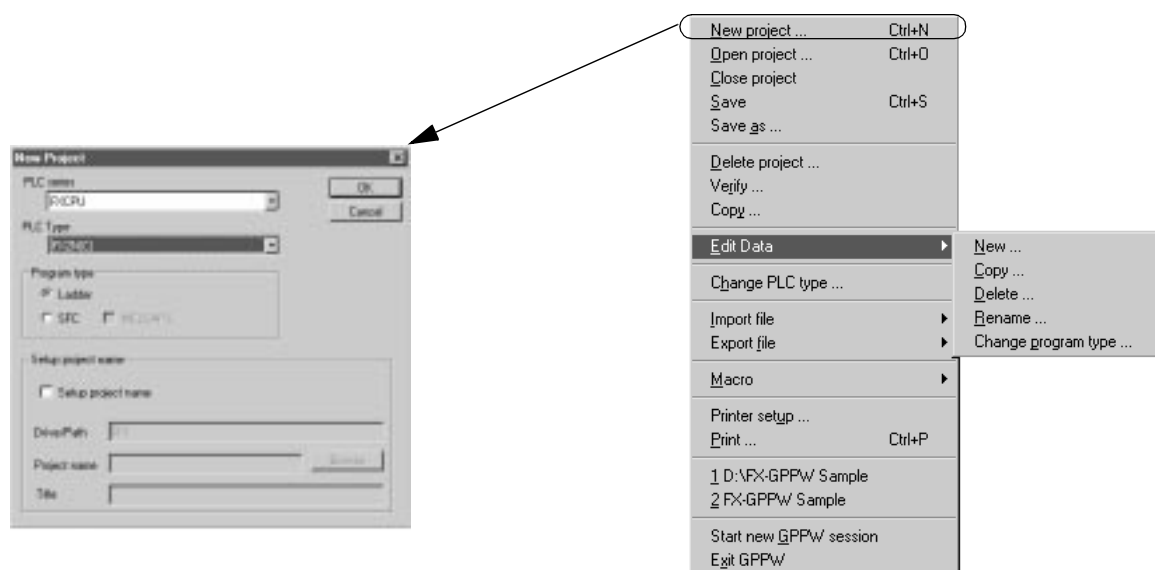 New project ... Ctrl+N
Open project ... Ctrl+O
Close project
Save Ctrl+S
Save as ...
Delete project ...
Verify ...
Copy ...
Edit Data
Change PLC type ...
Import file
Export file
Macro
Printer setup ...
Print ... Ctrl+P
1 D:\FX-GPPW Sample
2 FX-GPPW Sample
Start new GPPW session
Exit GPPW
New ...
Copy ...
Delete ...
Rename ...
Change program type ...
New Project
PLC series
FXCPU
OK
Cancel
PLC Type
Program type
Ladder
SFC
Setup project name
Setup project name
Drive/Path
Project name
Browse
Title